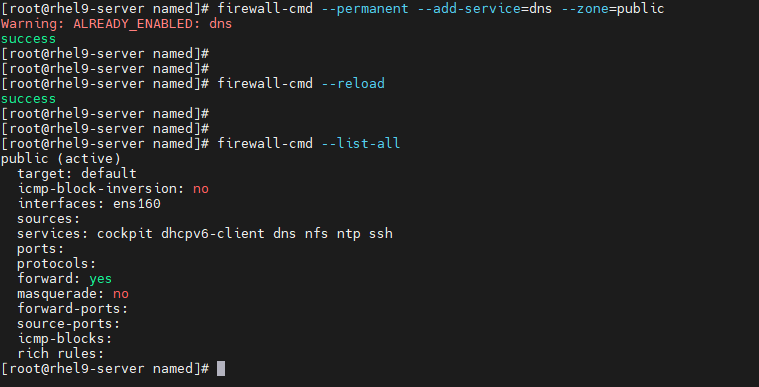 [root@rhel9-server named]# firewall-cmd --permanent --add-service=dns --zone=public
Warning: ALREADY_ENABLED: dns
success
[root@rhel9-server named]#
[root@rhel9-server named]#
[root@rhel9-server named]# firewall-cmd --reload
success
[root@rhel9-server named]#
[root@rhel9-server named]#
[root@rhel9-server named]# firewall-cmd --list-all
public (active)
  target: default
  icmp-block-inversion: no
  interfaces: ens160
  sources:
  services: cockpit dhcpv6-client dns nfs ntp ssh
  ports:
  protocols:
  forward: yes
  masquerade: no
  forward-ports:
  source-ports:
  icmp-blocks:
  rich rules:
[root@rhel9-server named]#